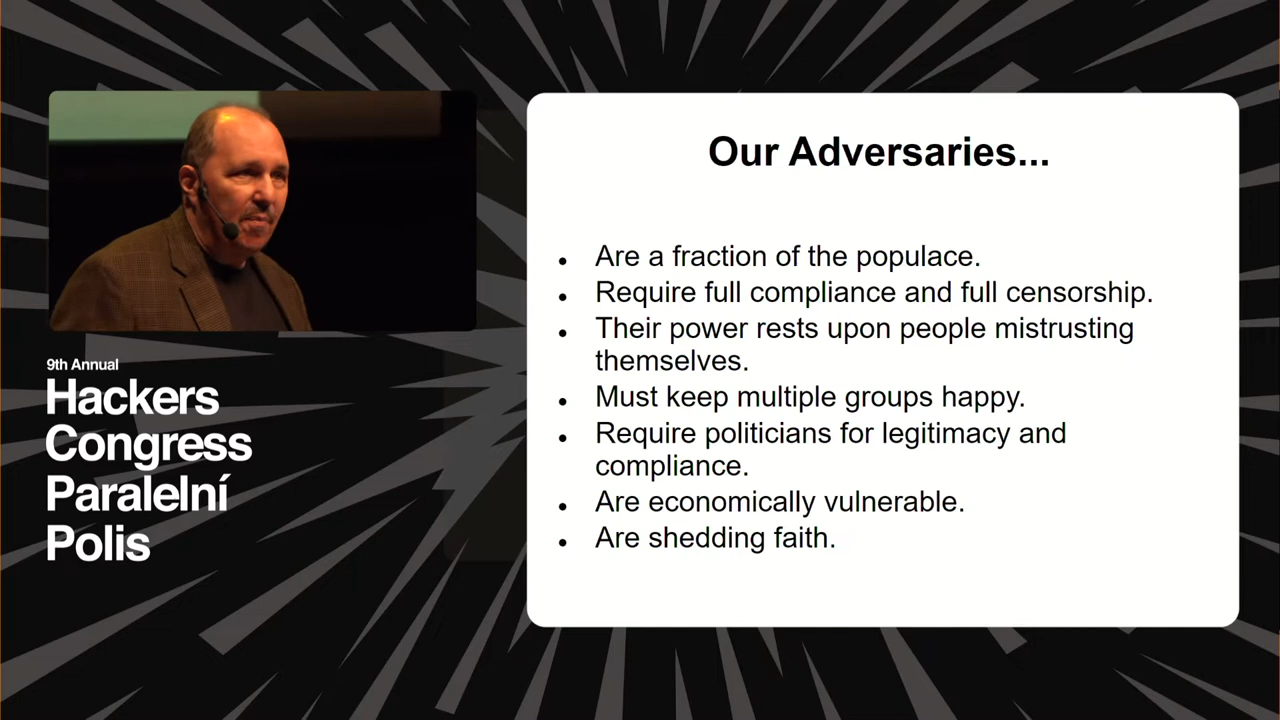 9th Annual
Hackers
Congress
Paralelní
Polis
Our Adversaries...
• Are a fraction of the populace.
• Require full compliance and full censorship.
• Their power rests upon people mistrusting
themselves.
• Must keep multiple groups happy.
• Require politicians for legitimacy and
compliance.
• Are economically vulnerable.
• Are shedding faith.